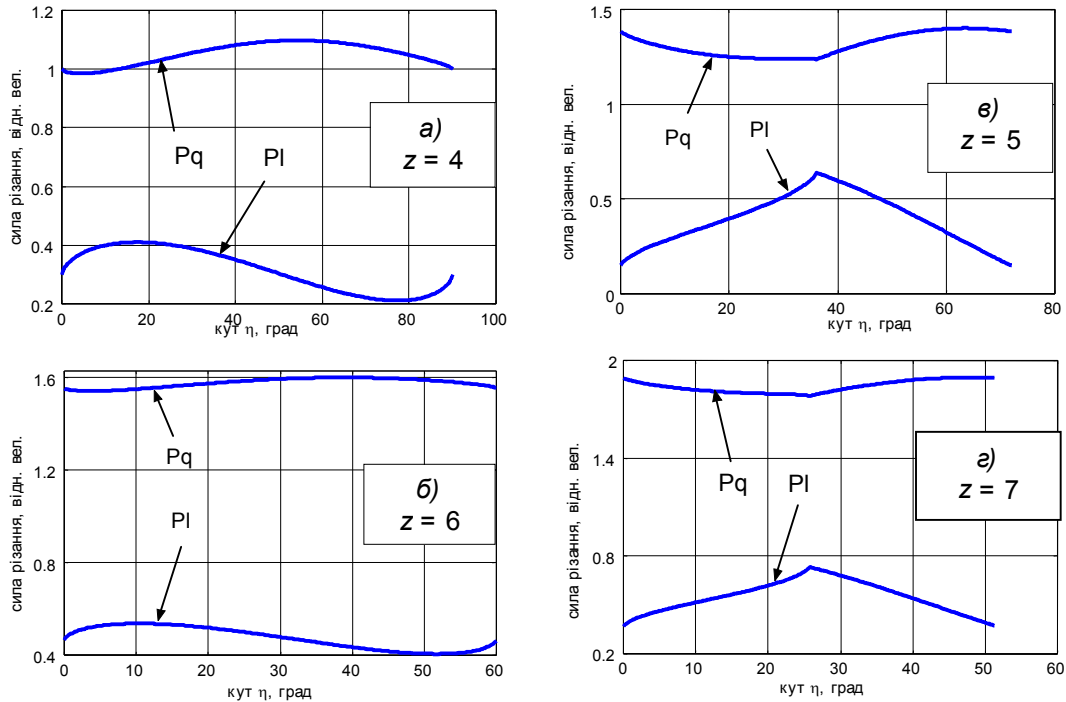 1.2
1
0.8
0.6
0.4
0.2
0
20
40
60
80
100
сила різання, відн. вел.
кут η, град
Pq
Pl
а)
z = 4
1.5
1
0.5
0
0
20
40
60
80
сила різання, відн. вел.
кут η, град
Pq
Pl
в)
z = 5
1.6
1.2
0.8
0.4
0
10
20
30
40
50
60
сила різання, відн. вел.
кут η, град
Pq
Pl
б)
z = 6
2
1.4
0.8
0.2
0
10
20
30
40
50
60
сила різання, відн. вел.
кут η, град
Pq
Pl
г)
z = 7